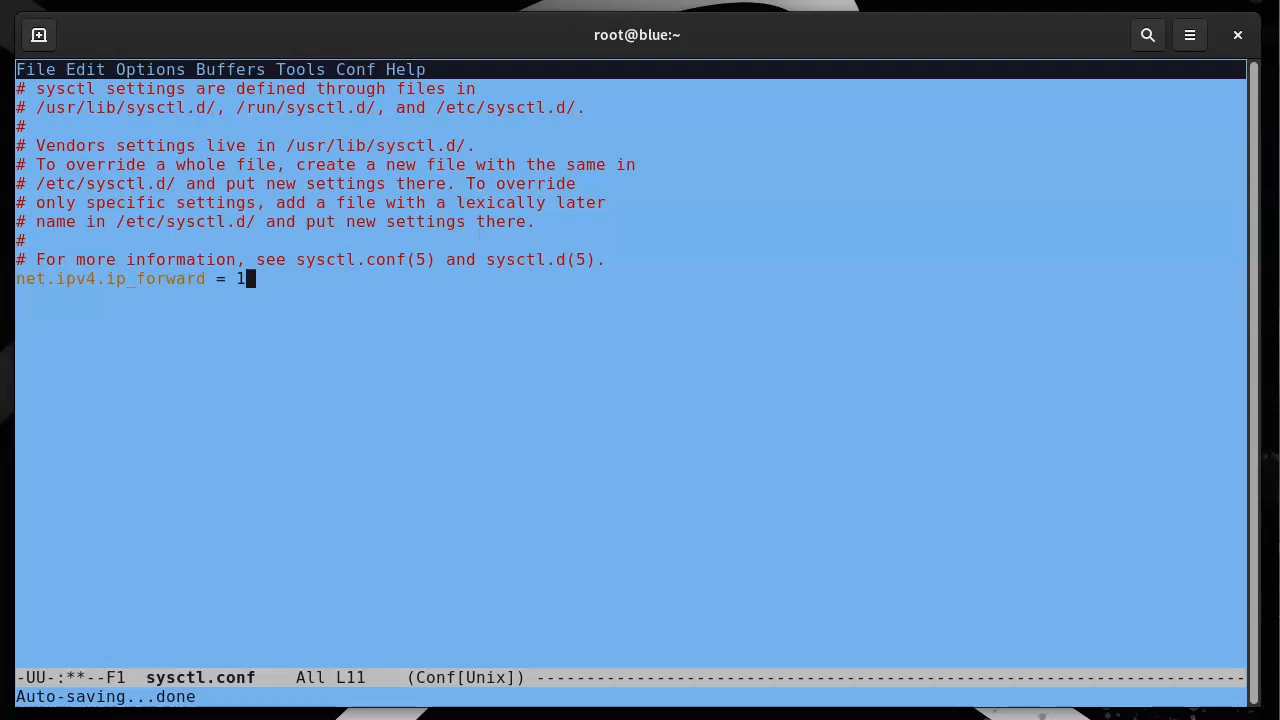 root@blue:~
File Edit Options Buffers Tools Conf Help
# sysctl settings are defined through files in
# /usr/lib/sysctl.d/, /run/sysctl.d/, and /etc/sysctl.d/.
#
# Vendors settings live in /usr/lib/sysctl.d/.
# To override a whole file, create a new file with the same in
# /etc/sysctl.d/ and put new settings there. To override
# only specific settings, add a file with a lexically later
# name in /etc/sysctl.d/ and put new settings there.
#
# For more information, see sysctl.conf(5) and sysctl.d(5).
net.ipv4.ip_forward = 1
-UU-:**--F1  sysctl.conf    All L11    (Conf[Unix]) -----------------------------------------------------------------------
Auto-saving...done